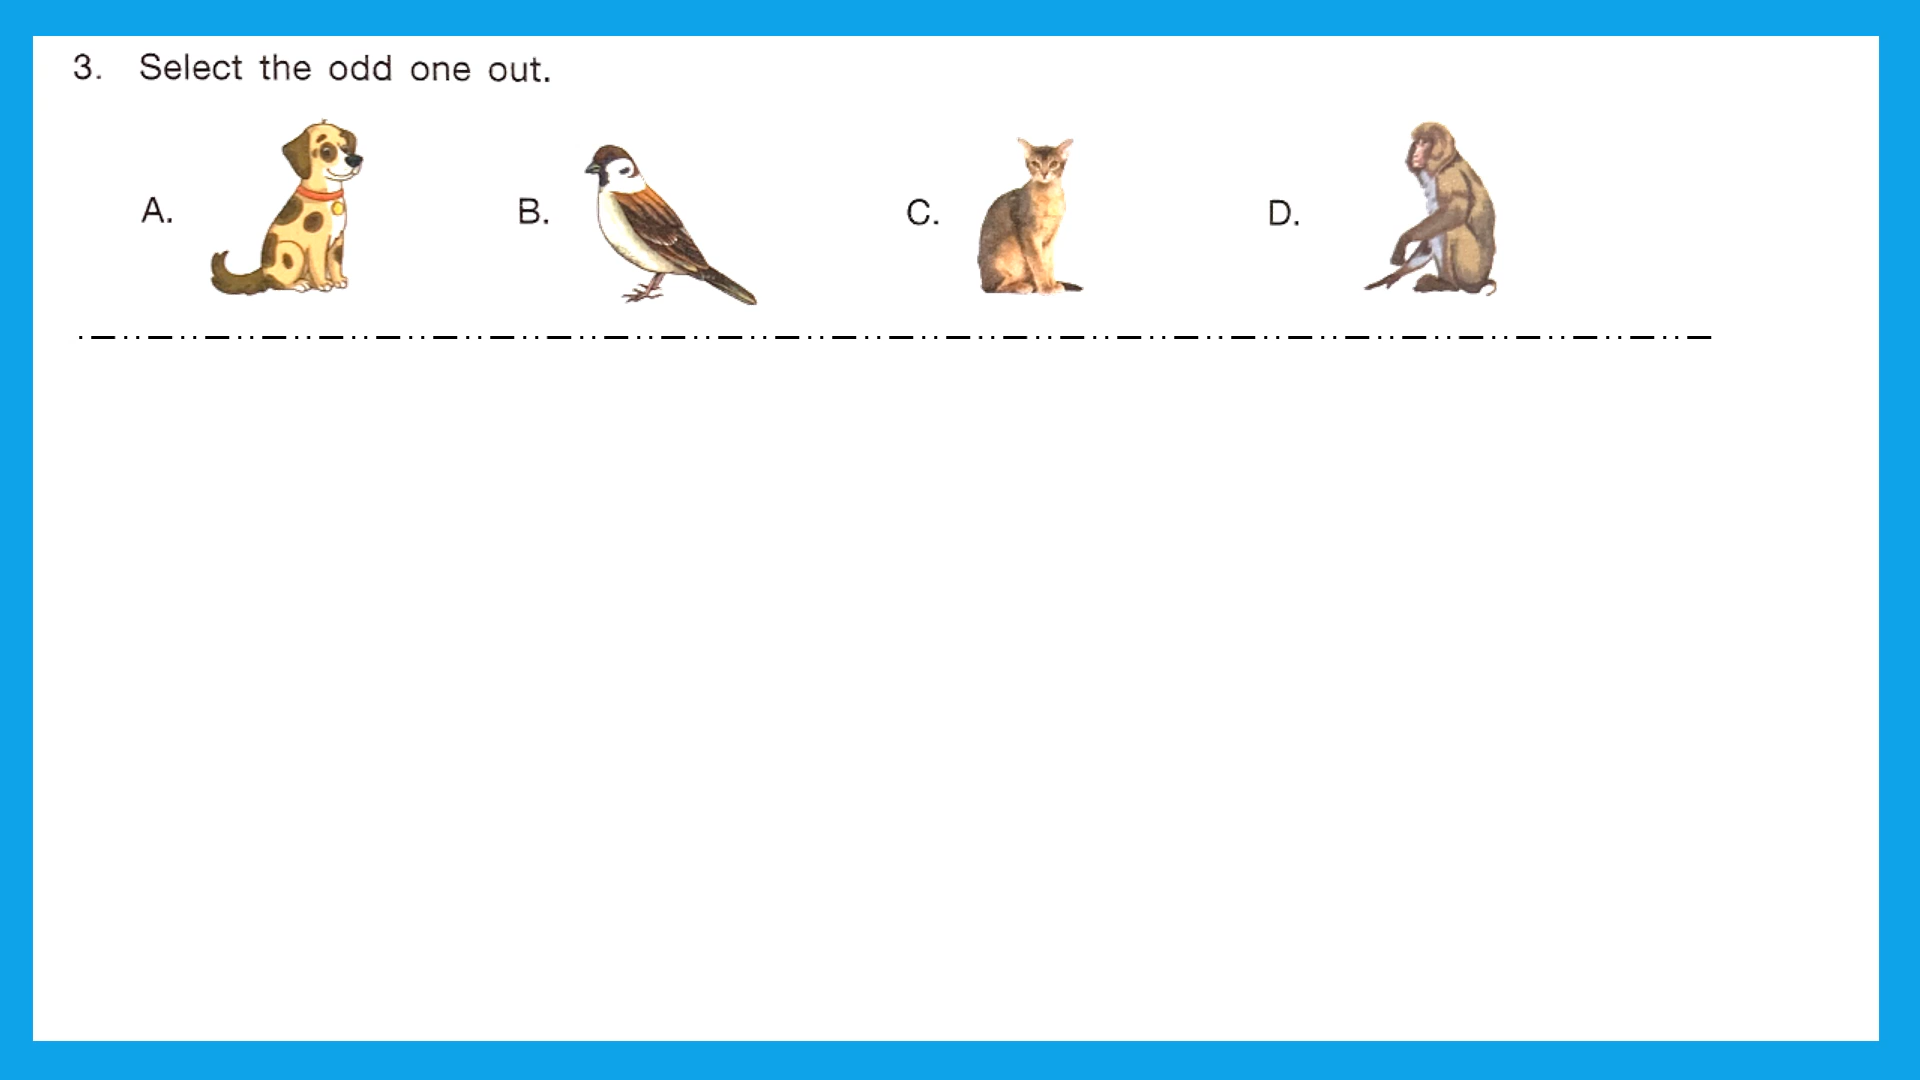 3. Select the odd one out.
A. B. C. D.